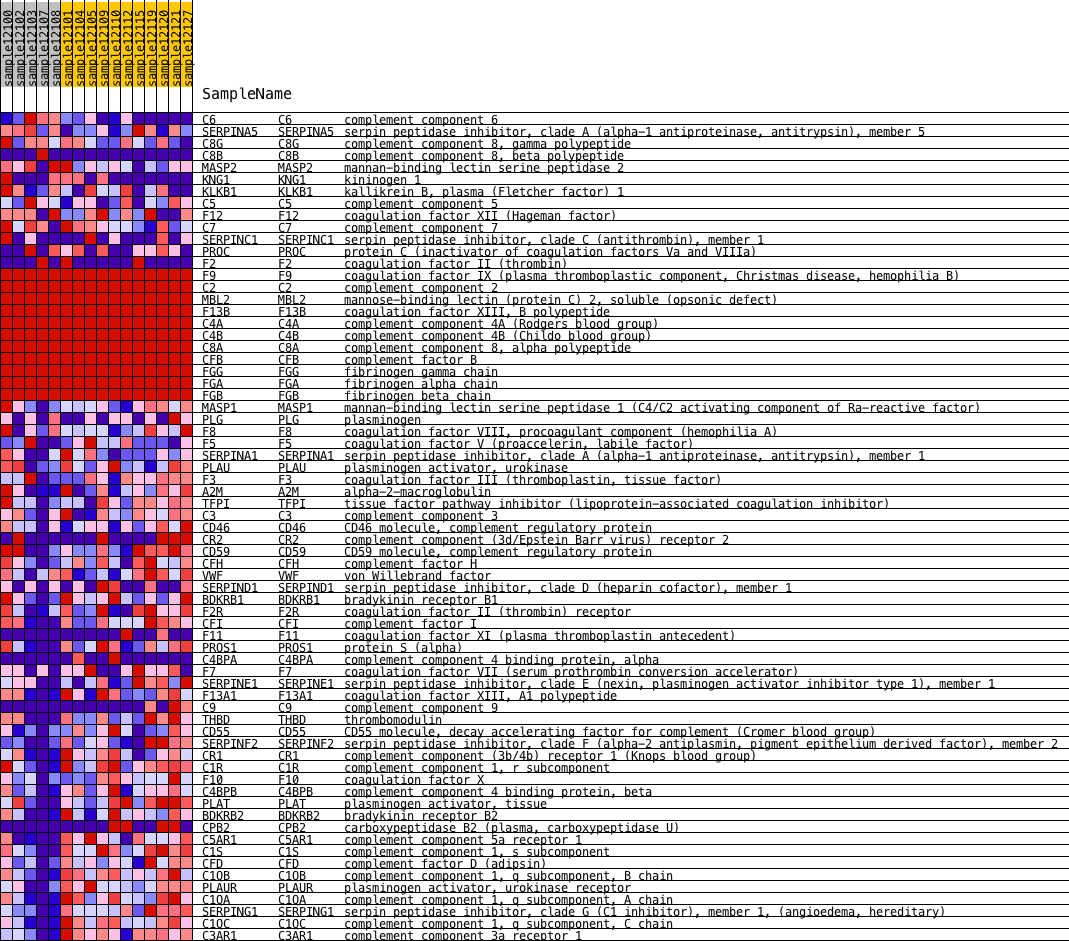 sample12100 sample12102 sample12103 sample12107 sample12108 sample12101 sample12104 sample12105 sample12109 sample12110 sample12112 sample12115 sample12119 sample12120 sample12121 sample12127
SampleName
C6 C6 complement component 6
SERPINA5 SERPINA5 serpin peptidase inhibitor, clade A (alpha-1 antiproteinase, antitrypsin), member 5
C8G C8G complement component 8, gamma polypeptide
C8B C8B complement component 8, beta polypeptide
MASP2 MASP2 mannan-binding lectin serine peptidase 2
KNG1 KNG1 kininogen 1
KLKB1 KLKB1 kallikrein B, plasma (Fletcher factor) 1
C5 C5 complement component 5
F12 F12 coagulation factor XII (Hageman factor)
C7 C7 complement component 7
SERPINC1 SERPINC1 serpin peptidase inhibitor, clade C (antithrombin), member 1
PROC PROC protein C (inactivator of coagulation factors Va and VIIIa)
F2 F2 coagulation factor II (thrombin)
F9 F9 coagulation factor IX (plasma thromboplastic component, Christmas disease, hemophilia B)
C2 C2 complement component 2
MBL2 MBL2 mannose-binding lectin (protein C) 2, soluble (opsonic defect)
F13B F13B coagulation factor XIII, B polypeptide
C4A C4A complement component 4A (Rodgers blood group)
C4B C4B complement component 4B (Childo blood group)
C8A C8A complement component 8, alpha polypeptide
CFB CFB complement factor B
FGG FGG fibrinogen gamma chain
FGA FGA fibrinogen alpha chain
FGB FGB fibrinogen beta chain
MASP1 MASP1 mannan-binding lectin serine peptidase 1 (C4/C2 activating component of Ra-reactive factor)
PLG PLG plasminogen
F8 F8 coagulation factor VIII, procoagulant component (hemophilia A)
F5 F5 coagulation factor V (proaccelerin, labile factor)
SERPINA1 SERPINA1 serpin peptidase inhibitor, clade A (alpha-1 antiproteinase, antitrypsin), member 1
PLAU PLAU plasminogen activator, urokinase
F3 F3 coagulation factor III (thromboplastin, tissue factor)
A2M A2M alpha-2-macroglobulin
TFPI TFPI tissue factor pathway inhibitor (lipoprotein-associated coagulation inhibitor)
C3 C3 complement component 3
CD46 CD46 CD46 molecule, complement regulatory protein
CR2 CR2 complement component (3d/Epstein Barr virus) receptor 2
CD59 CD59 CD59 molecule, complement regulatory protein
CFH CFH complement factor H
VWF VWF von Willebrand factor
SERPIND1 SERPIND1 serpin peptidase inhibitor, clade D (heparin cofactor), member 1
BDKRB1 BDKRB1 bradykinin receptor B1
F2R F2R coagulation factor II (thrombin) receptor
CFI CFI complement factor I
F11 F11 coagulation factor XI (plasma thromboplastin antecedent)
PROS1 PROS1 protein S (alpha)
C4BPA C4BPA complement component 4 binding protein, alpha
F7 F7 coagulation factor VII (serum prothrombin conversion accelerator)
SERPINE1 SERPINE1 serpin peptidase inhibitor, clade E (nexin, plasminogen activator inhibitor type 1), member 1
F13A1 F13A1 coagulation factor XIII, A1 polypeptide
C9 C9 complement component 9
THBD THBD thrombomodulin
CD55 CD55 CD55 molecule, decay accelerating factor for complement (Cromer blood group)
SERPINF2 SERPINF2 serpin peptidase inhibitor, clade F (alpha-2 antiplasmin, pigment epithelium derived factor), member 2
CR1 CR1 complement component (3b/4b) receptor 1 (Knops blood group)
C1R C1R complement component 1, r subcomponent
F10 F10 coagulation factor X
C4BPB C4BPB complement component 4 binding protein, beta
PLAT PLAT plasminogen activator, tissue
BDKRB2 BDKRB2 bradykinin receptor B2
CPB2 CPB2 carboxypeptidase B2 (plasma, carboxypeptidase U)
C5AR1 C5AR1 complement component 5a receptor 1
C1S C1S complement component 1, s subcomponent
CFD CFD complement factor D (adipsin)
C1QB C1QB complement component 1, q subcomponent, B chain
PLAUR PLAUR plasminogen activator, urokinase receptor
C1QA C1QA complement component 1, q subcomponent, A chain
SERPING1 SERPING1 serpin peptidase inhibitor, clade G (C1 inhibitor), member 1, (angioedema, hereditary)
C1QC C1QC complement component 1, q subcomponent, C chain
C3AR1 C3AR1 complement component 3a receptor 1